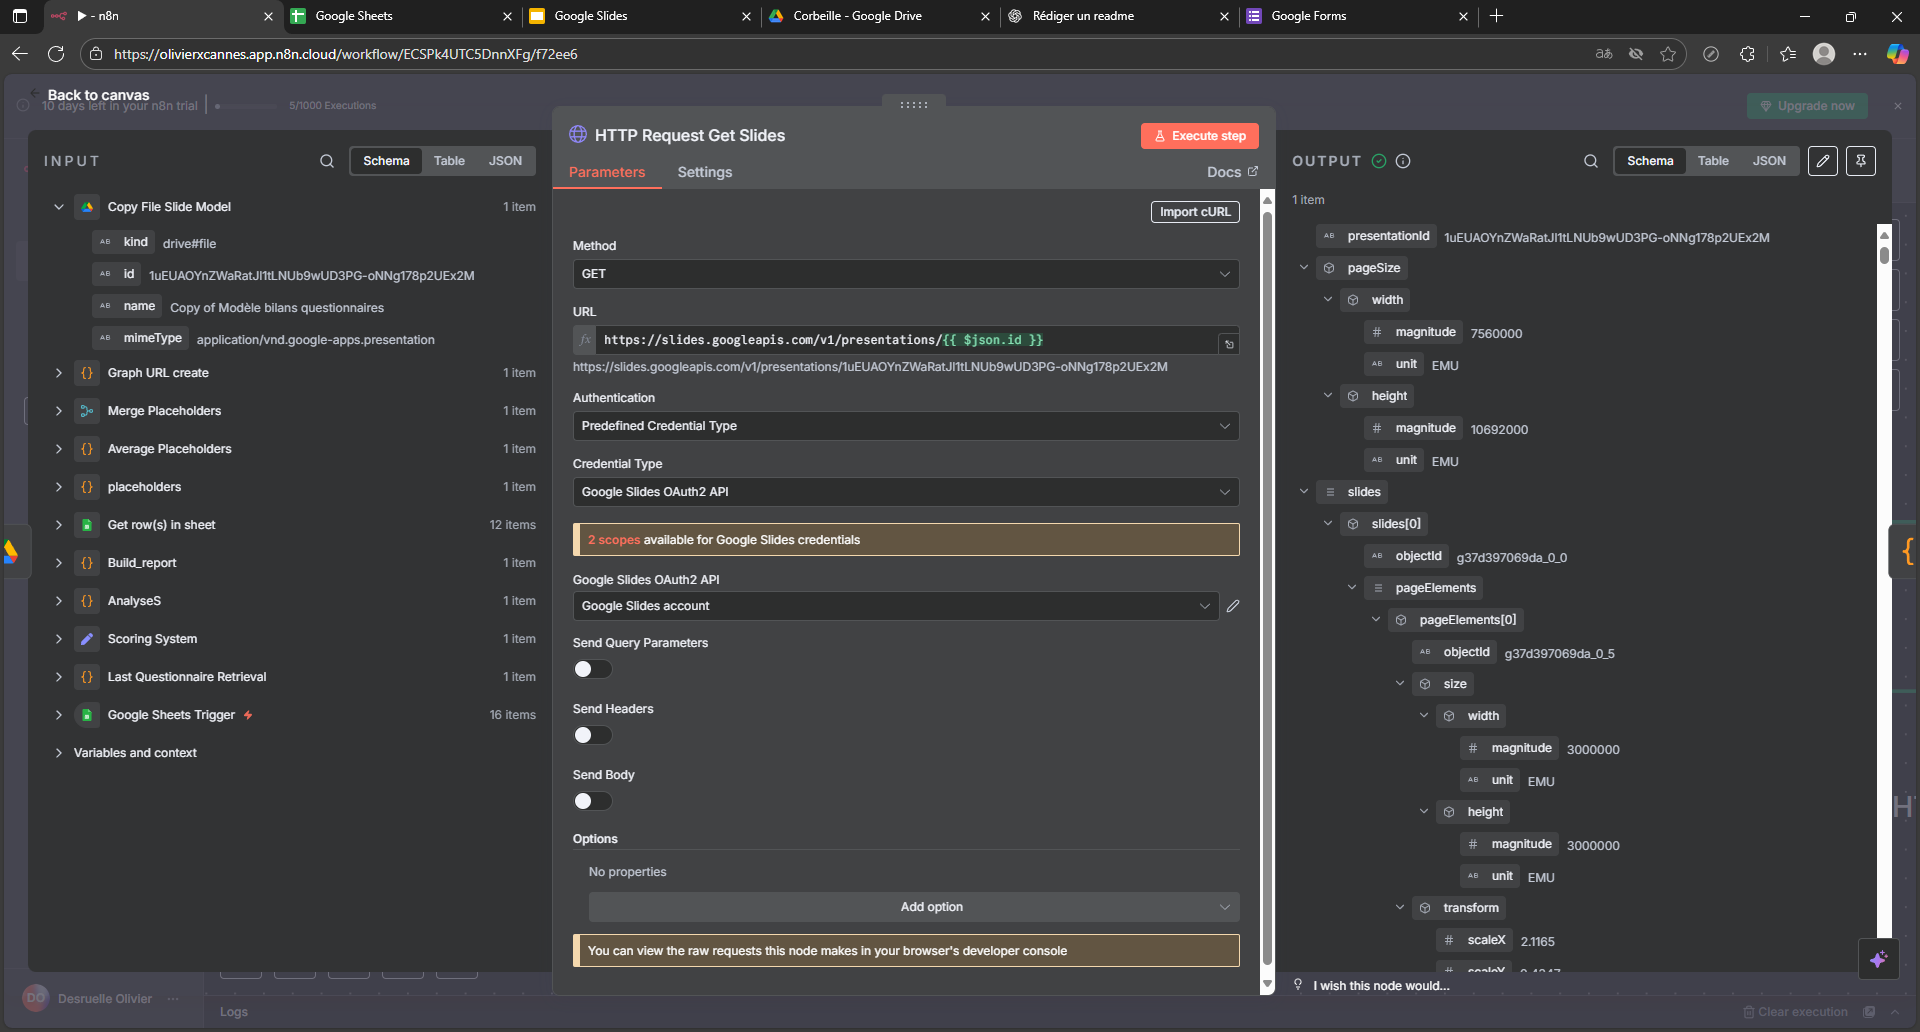 ▶ - n8n
Google Sheets
Google Slides
Corbeille - Google Drive
Rédiger un readme
Google Forms
https://olivierxcannes.app.n8n.cloud/workflow/ECSPk4UTC5DnnXFg/f72ee6
Back to canvas
10 days left in your n8n trial
5/1000 Executions
Upgrade now
INPUT
Schema
Table
JSON
Copy File Slide Model
1 item
kind
drive#file
id
1uEUAOYnZWaRatJI1tLNUb9wUD3PG-oNNg178p2UEx2M
name
Copy of Modèle bilans questionnaires
mimeType
application/vnd.google-apps.presentation
Graph URL create
1 item
Merge Placeholders
1 item
Average Placeholders
1 item
placeholders
1 item
Get row(s) in sheet
12 items
Build_report
1 item
AnalyseS
1 item
Scoring System
1 item
Last Questionnaire Retrieval
1 item
Google Sheets Trigger
16 items
Variables and context
DO
Desruelle Olivier
HTTP Request Get Slides
Execute step
Parameters
Settings
Docs
Import cURL
Method
GET
URL
fx
https://slides.googleapis.com/v1/presentations/{{ $json.id }}
https://slides.googleapis.com/v1/presentations/1uEUAOYnZWaRatJI1tLNUb9wUD3PG-oNNg178p2UEx2M
Authentication
Predefined Credential Type
Credential Type
Google Slides OAuth2 API
2 scopes available for Google Slides credentials
Google Slides OAuth2 API
Google Slides account
Send Query Parameters
Send Headers
Send Body
Options
No properties
Add option
You can view the raw requests this node makes in your browser's developer console
OUTPUT
Schema
Table
JSON
1 item
presentationId
1uEUAOYnZWaRatJI1tLNUb9wUD3PG-oNNg178p2UEx2M
pageSize
width
magnitude
7560000
unit
EMU
height
magnitude
10692000
unit
EMU
slides
slides[0]
objectId
g37d397069da_0_0
pageElements
pageElements[0]
objectId
g37d397069da_0_5
size
width
magnitude
3000000
unit
EMU
height
magnitude
3000000
unit
EMU
transform
scaleX
2.1165
I wish this node would...
Logs
Clear execution